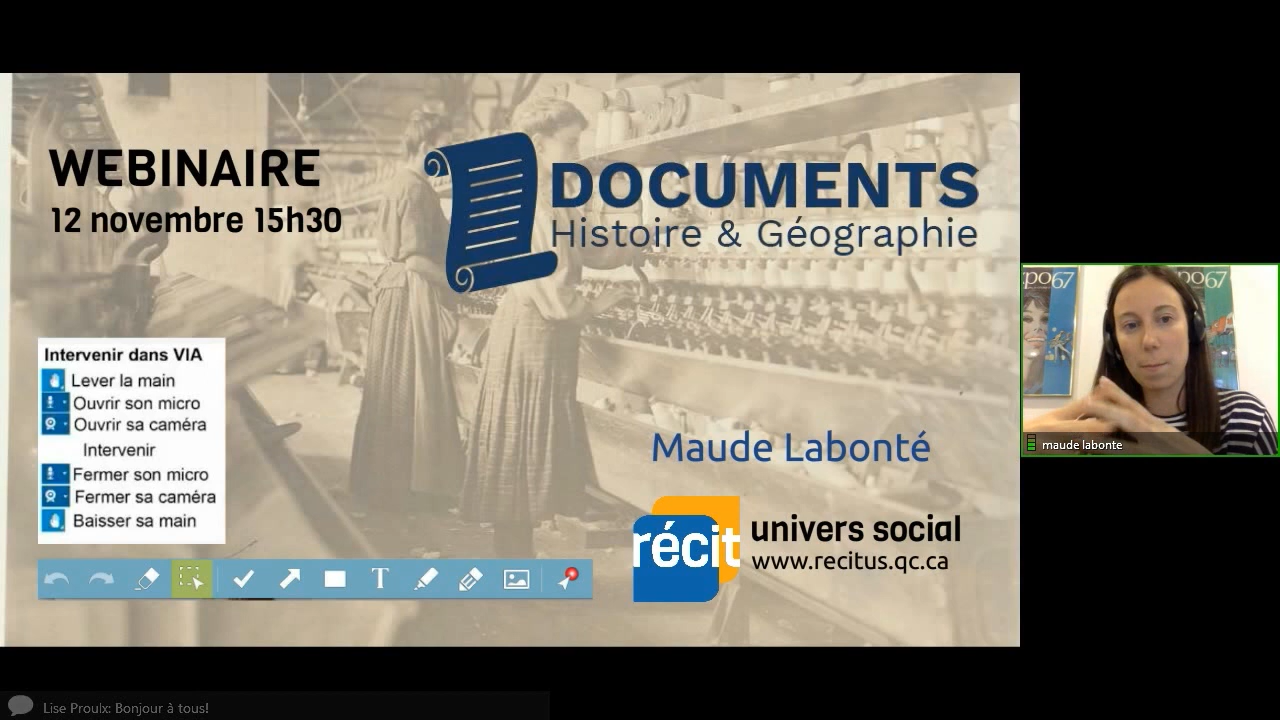 WEBINAIRE
12 novembre 15h30
DOCUMENTS
Histoire & Géographie
Intervenir dans VIA
Lever la main
Ouvrir son micro
Ouvrir sa caméra
Intervenir
Fermer son micro
Fermer sa caméra
Baisser sa main
T
Maude Labonté
récit
univers social
www.recitus.qc.ca
po67
po67
maude labonte
Lise Proulx: Bonjour à tous!